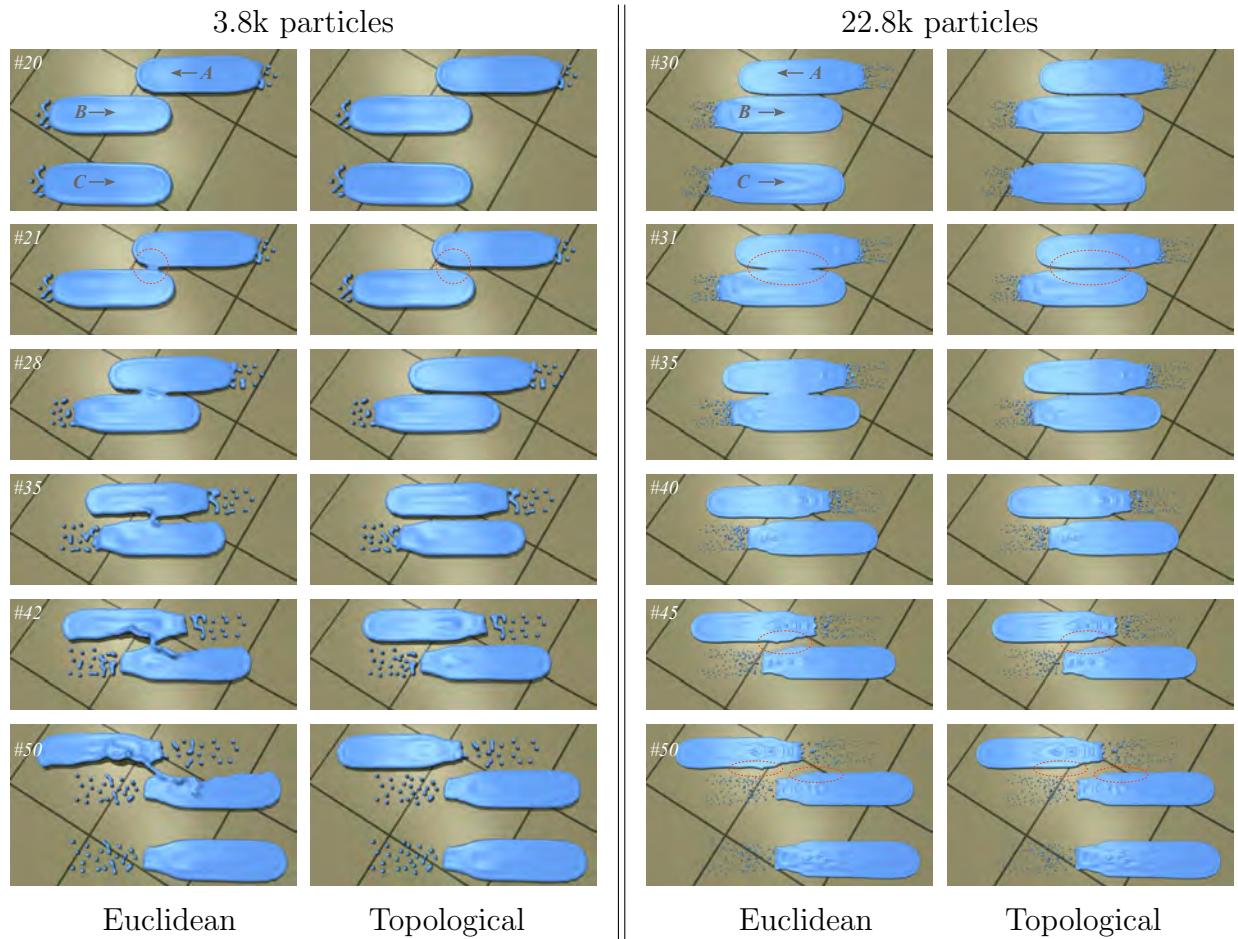 3.8k particles
22.8k particles
#20
A
B
C
#30
A
B
C
#21
#31
#28
#35
#35
#40
#42
#45
#50
#50
Euclidean
Topological
Euclidean
Topological